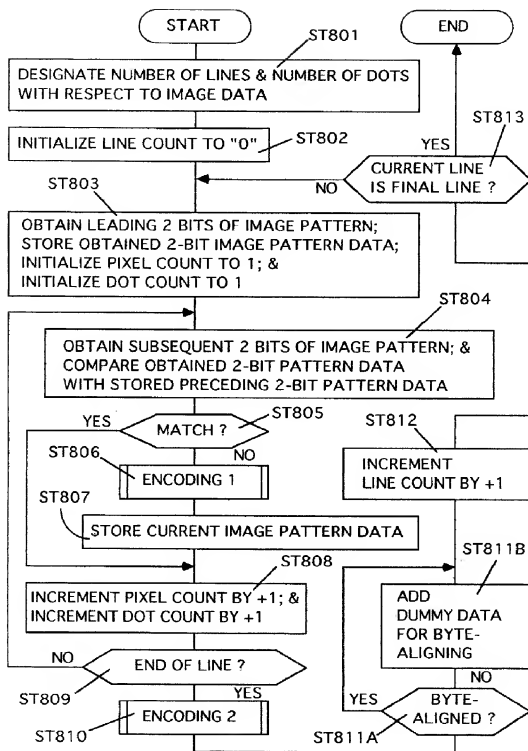 START
ST801
DESIGNATE NUMBER OF LINES & NUMBER OF DOTS
WITH RESPECT TO IMAGE DATA
INITIALIZE LINE COUNT TO "0"
ST802
ST803
OBTAIN LEADING 2 BITS OF IMAGE PATTERN;
STORE OBTAINED 2-BIT IMAGE PATTERN DATA;
INITIALIZE PIXEL COUNT TO 1; &
INITIALIZE DOT COUNT TO 1
ST804
OBTAIN SUBSEQUENT 2 BITS OF IMAGE PATTERN; &
COMPARE OBTAINED 2-BIT PATTERN DATA
WITH STORED PRECEDING 2-BIT PATTERN DATA
YES
ST805
MATCH ?
NO
ST806
ENCODING 1
ST807
STORE CURRENT IMAGE PATTERN DATA
ST808
INCREMENT PIXEL COUNT BY +1; &
INCREMENT DOT COUNT BY +1
NO
END OF LINE ?
ST809
YES
ENCODING 2
ST810
END
ST813
YES
NO
CURRENT LINE
IS FINAL LINE ?
ST812
INCREMENT
LINE COUNT BY +1
ST811B
ADD
DUMMY DATA
FOR BYTE-
ALIGNING
NO
YES
BYTE-
ALIGNED ?
ST811A